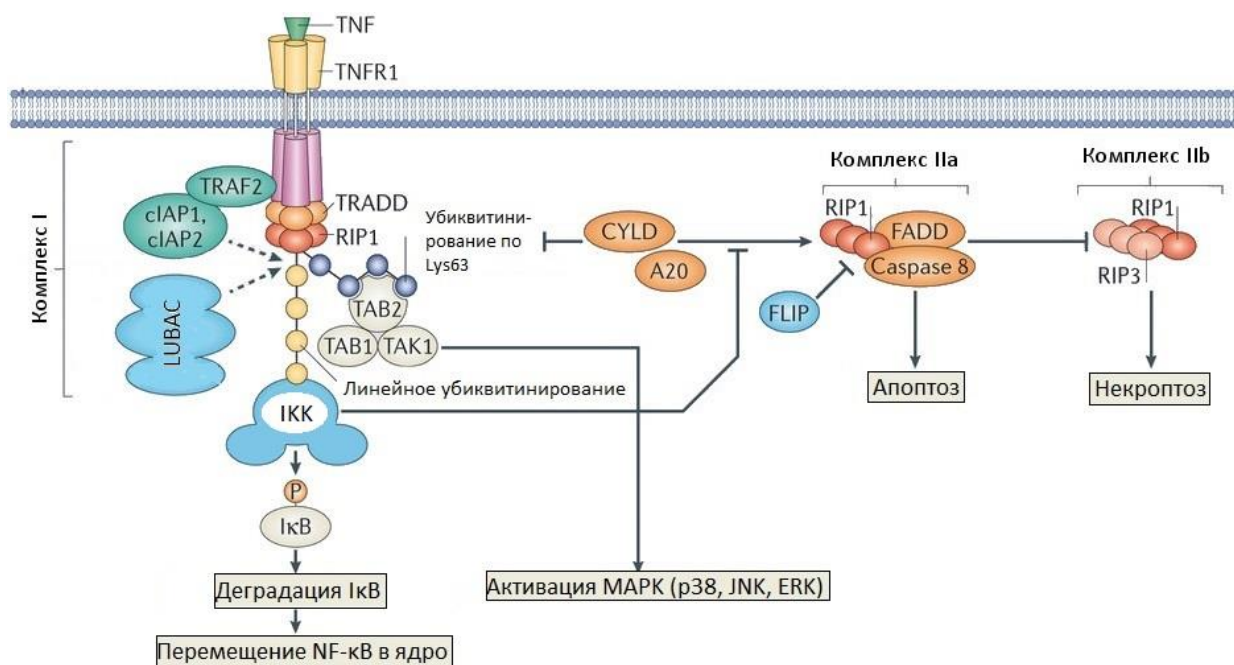 TNF
TNFR1
Комплекс I
TRAF2
cIAP1,
cIAP2
LUBAC
TRADD
RIP1
Убиквитини-
рование по
Lys63
TAB2
TAB1
TAK1
Линейное убиквитинирование
IKK
P
IκB
Деградация IκB
Перемещение NF-κB в ядро
Активация MAPK (p38, JNK, ERK)
CYLD
A20
Комплекс IIa
RIP1
FADD
Caspase 8
FLIP
Апоптоз
Комплекс IIb
RIP1
RIP3
Некроптоз